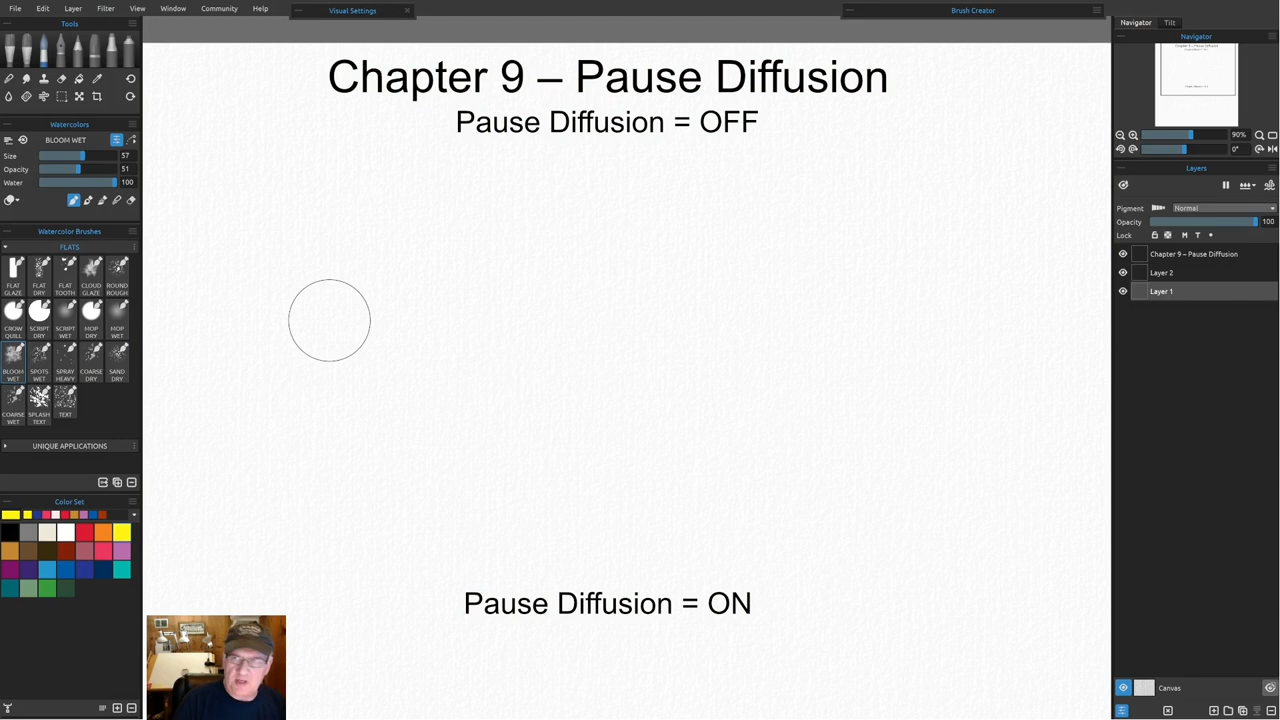 File Edit Layer Filter View Window Community Help
Visual Settings
Brush Creator
Tools
Watercolors
BLOOM WET
Size 57
Opacity 51
Water 100
Watercolor Brushes
FLATS
FLAT GLAZE
FLAT DRY
FLAT TOOTH
CLOUD GLAZE
ROUND ROUGH
CROW QUILL
SCRIPT DRY
SCRIPT WET
MOP DRY
MOP WET
BLOOM WET
SPOTS WET
SPRAY HEAVY
COARSE DRY
SAND DRY
COARSE WET
SPLASH TEXT
TEXT
UNIQUE APPLICATIONS
Color Set
Chapter 9 – Pause Diffusion
Pause Diffusion = OFF
Pause Diffusion = ON
Navigator Tilt
Navigator
90%
0°
Layers
Pigment Normal
Opacity 100
Lock M T
Chapter 9 – Pause Diffusion
Layer 2
Layer 1
Canvas